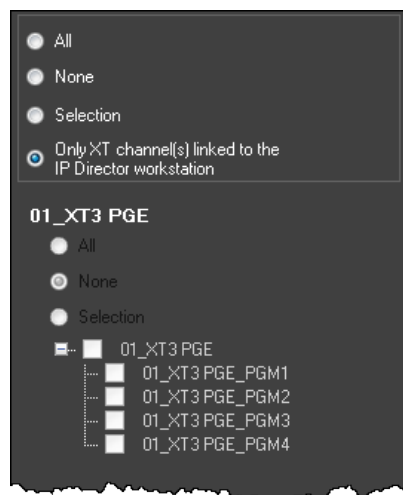 All
None
Selection
Only XT channel(s) linked to the
IP Director workstation
01_XT3 PGE
All
None
Selection
01_XT3 PGE
01_XT3 PGE_PGM1
01_XT3 PGE_PGM2
01_XT3 PGE_PGM3
01_XT3 PGE_PGM4